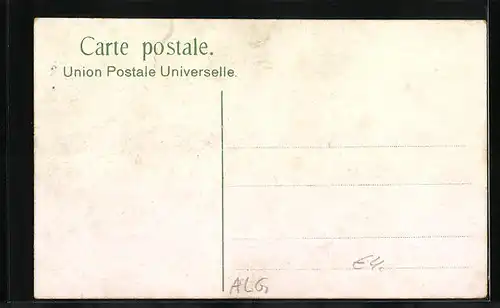 Carte postale.
Union Postale Universelle.
E4.
ALG,